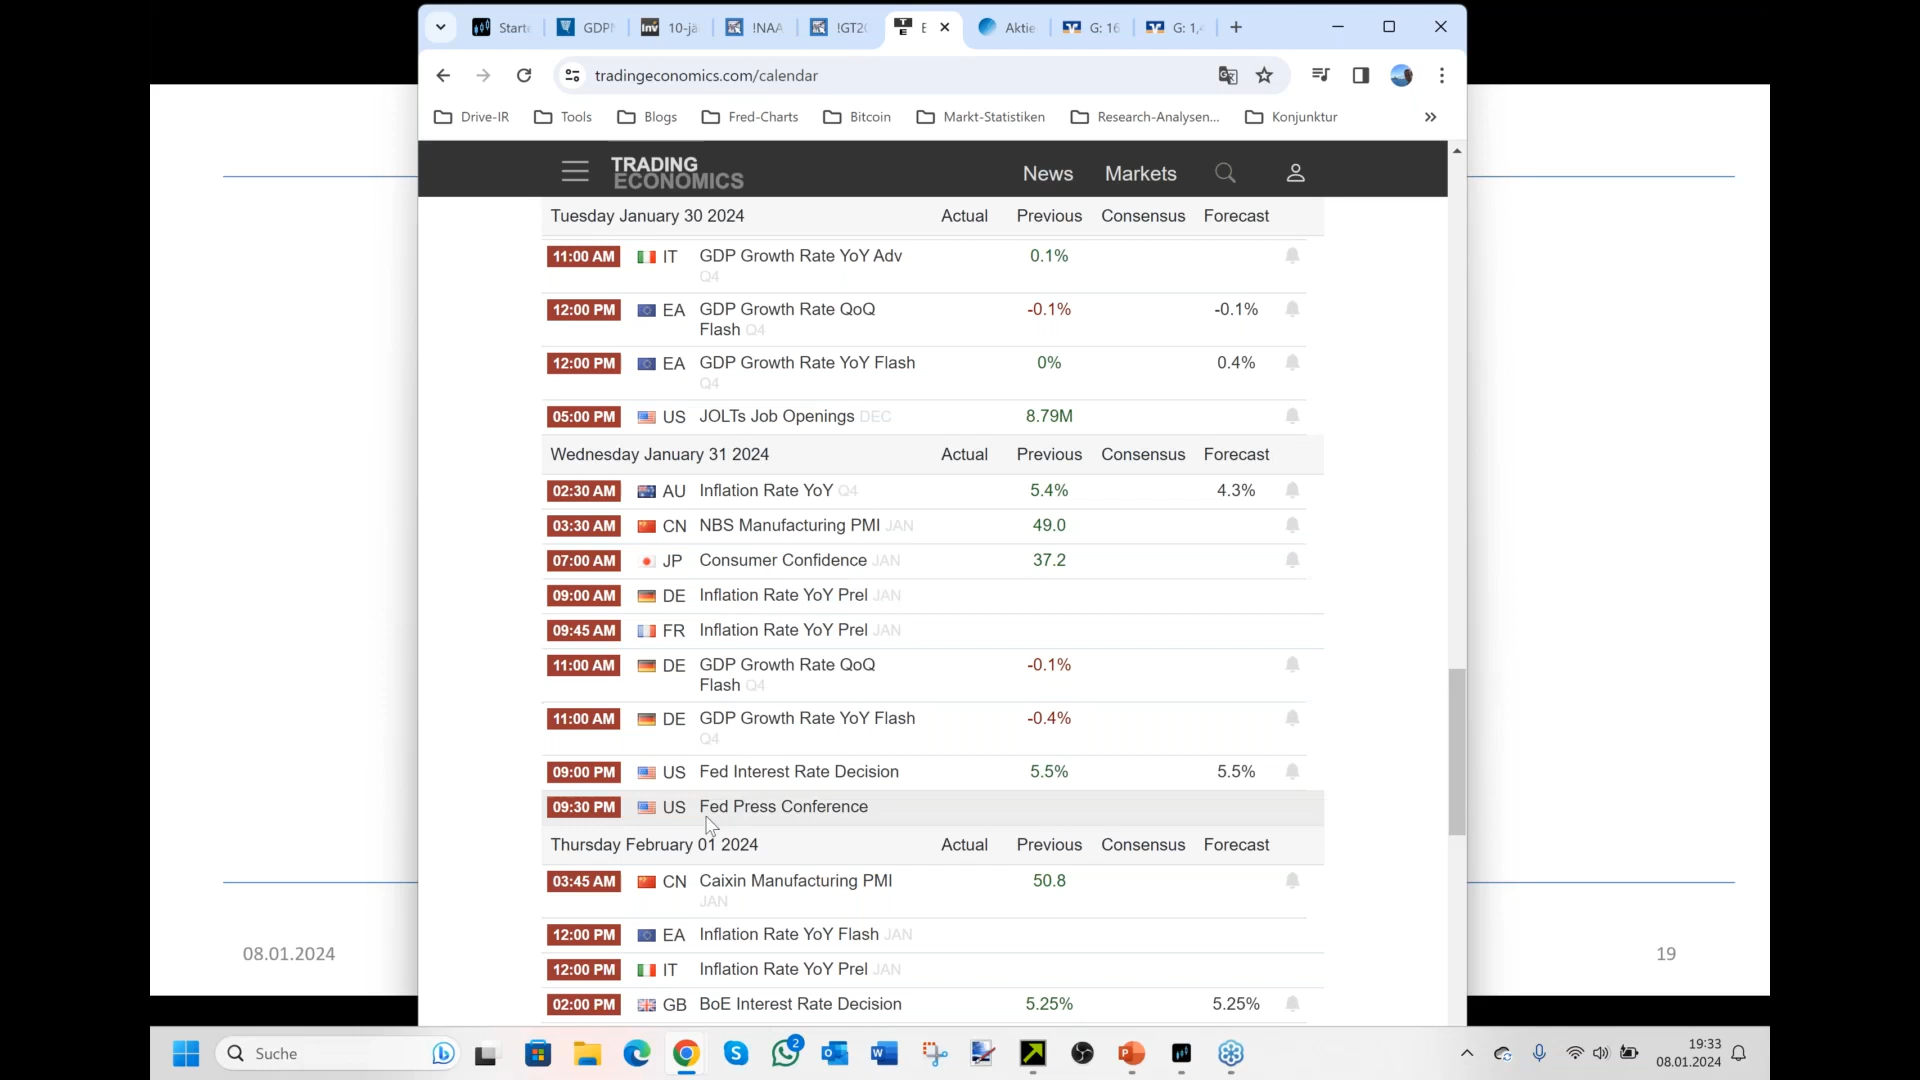 Start
GDPN
Inv 10-jä
!NAA
!GT20
TE E
Aktie
G: 16
G: 1,
tradingeconomics.com/calendar
Drive-IR Tools Blogs Fred-Charts Bitcoin Markt-Statistiken Research-Analysen... Konjunktur »
TRADING
ECONOMICS
News Markets
Tuesday January 30 2024 Actual Previous Consensus Forecast
11:00 AM IT GDP Growth Rate YoY Adv 0.1%
Q4
12:00 PM EA GDP Growth Rate QoQ -0.1% -0.1%
Flash Q4
12:00 PM EA GDP Growth Rate YoY Flash 0% 0.4%
Q4
05:00 PM US JOLTs Job Openings DEC 8.79M
Wednesday January 31 2024 Actual Previous Consensus Forecast
02:30 AM AU Inflation Rate YoY Q4 5.4% 4.3%
03:30 AM CN NBS Manufacturing PMI JAN 49.0
07:00 AM JP Consumer Confidence JAN 37.2
09:00 AM DE Inflation Rate YoY Prel JAN
09:45 AM FR Inflation Rate YoY Prel JAN
11:00 AM DE GDP Growth Rate QoQ -0.1%
Flash Q4
11:00 AM DE GDP Growth Rate YoY Flash -0.4%
Q4
09:00 PM US Fed Interest Rate Decision 5.5% 5.5%
09:30 PM US Fed Press Conference
Thursday February 01 2024 Actual Previous Consensus Forecast
03:45 AM CN Caixin Manufacturing PMI 50.8
JAN
12:00 PM EA Inflation Rate YoY Flash JAN
12:00 PM IT Inflation Rate YoY Prel JAN
02:00 PM GB BoE Interest Rate Decision 5.25% 5.25%
08.01.2024
19
Suche
2
19:33
08.01.2024